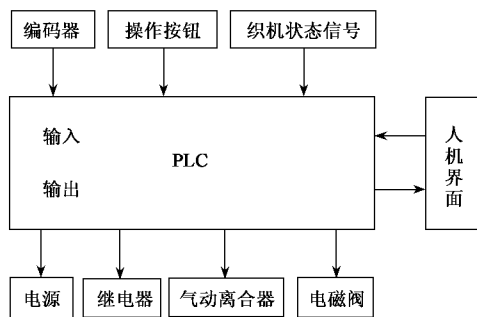 编码器
操作按钮
织机状态信号
输入
PLC
输出
人机界面
电源
继电器
气动离合器
电磁阀